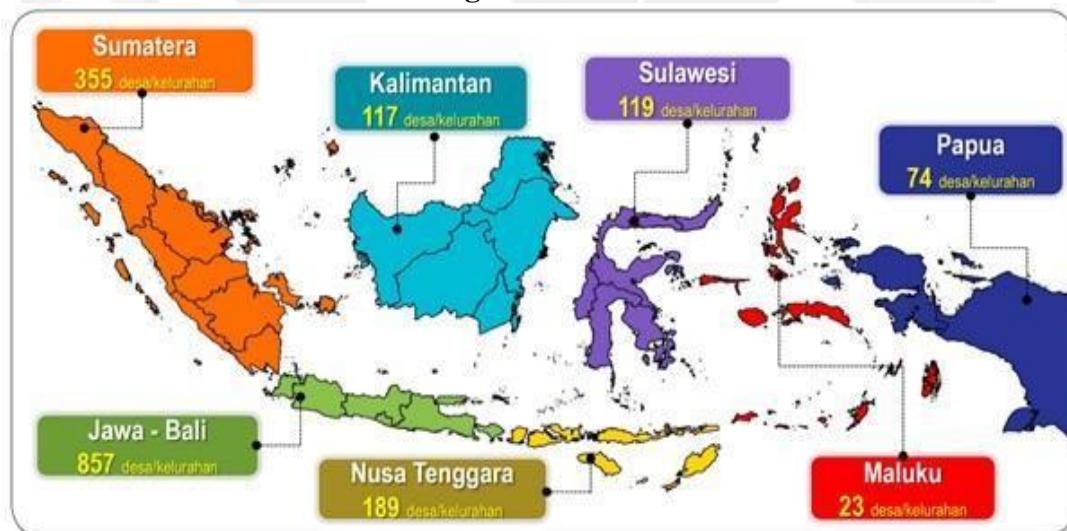 Sumatera
355 desa/kelurahan
Kalimantan
117 desa/kelurahan
Sulawesi
119 desa/kelurahan
Papua
74 desa/kelurahan
Jawa - Bali
857 desa/kelurahan
Nusa Tenggara
189 desa/kelurahan
Maluku
23 desa/kelurahan